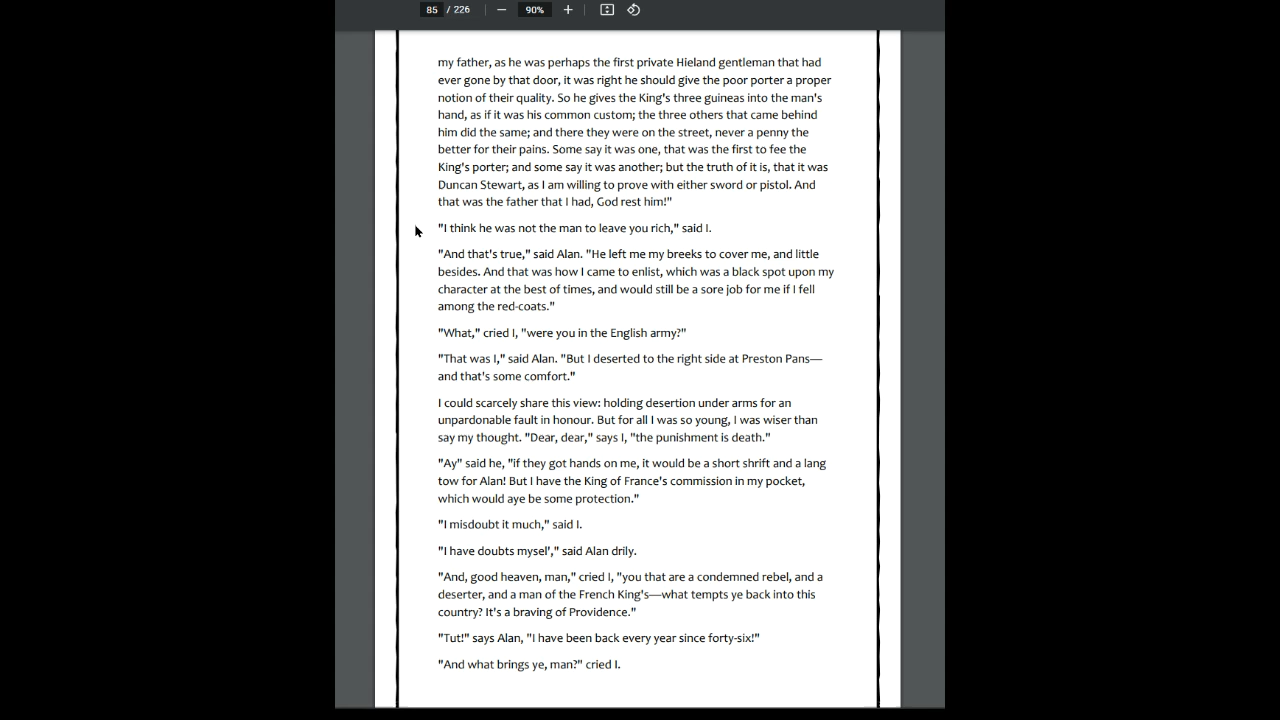 85 / 226 — 90% +
my father, as he was perhaps the first private Hieland gentleman that had
ever gone by that door, it was right he should give the poor porter a proper
notion of their quality. So he gives the King's three guineas into the man's
hand, as if it was his common custom; the three others that came behind
him did the same; and there they were on the street, never a penny the
better for their pains. Some say it was one, that was the first to fee the
King's porter; and some say it was another; but the truth of it is, that it was
Duncan Stewart, as I am willing to prove with either sword or pistol. And
that was the father that I had, God rest him!"
"I think he was not the man to leave you rich," said I.
"And that's true," said Alan. "He left me my breeks to cover me, and little
besides. And that was how I came to enlist, which was a black spot upon my
character at the best of times, and would still be a sore job for me if I fell
among the red-coats."
"What," cried I, "were you in the English army?"
"That was I," said Alan. "But I deserted to the right side at Preston Pans—
and that's some comfort."
I could scarcely share this view: holding desertion under arms for an
unpardonable fault in honour. But for all I was so young, I was wiser than
say my thought. "Dear, dear," says I, "the punishment is death."
"Ay" said he, "if they got hands on me, it would be a short shrift and a lang
tow for Alan! But I have the King of France's commission in my pocket,
which would aye be some protection."
"I misdoubt it much," said I.
"I have doubts mysel'," said Alan drily.
"And, good heaven, man," cried I, "you that are a condemned rebel, and a
deserter, and a man of the French King's—what tempts ye back into this
country? It's a braving of Providence."
"Tut!" says Alan, "I have been back every year since forty-six!"
"And what brings ye, man?" cried I.